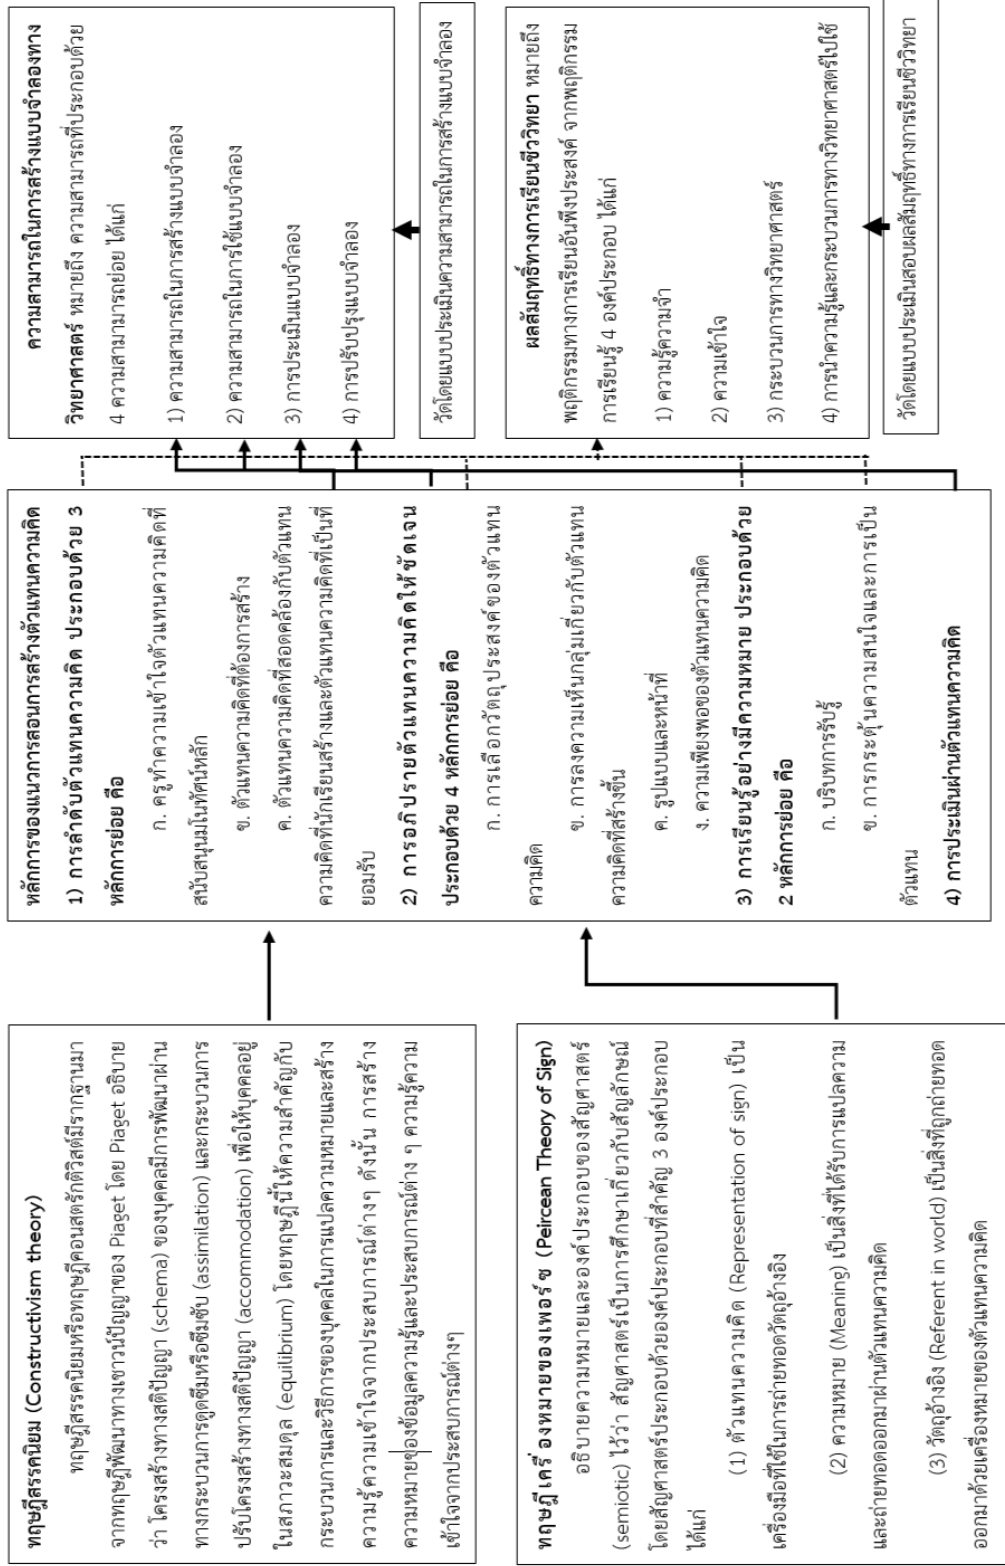 ทฤษฎีสรรคนิยม (Constructivism theory)
ทฤษฎีสรรคนิยมหรือทฤษฎีคอนสตรักติวิสต์มีรากฐานมา
จากทฤษฎีพัฒนาทางเชาวน์ปัญญาของ Piaget โดย Piaget อธิบาย
ว่า โครงสร้างทางสติปัญญา (schema) ของบุคคลมีการพัฒนาผ่าน
ทางกระบวนการดูดซึมหรือซึมซับ (assimilation) และกระบวนการ
ปรับโครงสร้างทางสติปัญญา (accommodation) เพื่อให้บุคคลอยู่
ในสภาวะสมดุล (equilibrium) โดยทฤษฎีนี้ให้ความสำคัญกับ
กระบวนการและวิธีการของบุคคลในการแปลความหมายและสร้าง
ความรู้ความเข้าใจจากประสบการณ์ต่างๆ ดังนั้น การสร้าง
ความหมายของข้อมูลความรู้และประสบการณ์ต่าง ๆ ความรู้ความ
เข้าใจจากประสบการณ์ต่างๆ
ทฤษฎีเครื่องหมายของเพอร์ซ (Peircean Theory of Sign)
อธิบายความหมายและองค์ประกอบของสัญศาสตร์
(semiotic) ไว้ว่า สัญศาสตร์เป็นการศึกษาเกี่ยวกับสัญลักษณ์
โดยสัญศาสตร์ประกอบด้วยองค์ประกอบที่สำคัญ 3 องค์ประกอบ
ได้แก่
(1) ตัวแทนความคิด (Representation of sign) เป็น
เครื่องมือที่ใช้ในการถ่ายทอดวัตถุอ้างอิง
(2) ความหมาย (Meaning) เป็นสิ่งที่ได้รับการแปลความ
และถ่ายทอดออกมาผ่านตัวแทนความคิด
(3) วัตถุอ้างอิง (Referent in world) เป็นสิ่งที่ถูกถ่ายทอด
ออกมาด้วยเครื่องหมายของตัวแทนความคิด
หลักการของแนวการสอนการสร้างตัวแทนความคิด
1) การลำดับตัวแทนความคิด ประกอบด้วย 3
หลักการย่อย คือ
ก. ครูทำความเข้าใจตัวแทนความคิดที่
สนับสนุนมโนทัศน์หลัก
ข. ตัวแทนความคิดที่ต้องการสร้าง
ค. ตัวแทนความคิดที่สอดคล้องกับตัวแทน
ความคิดที่นักเรียนสร้างและตัวแทนความคิดที่เป็นที่
ยอมรับ
2) การอภิปรายตัวแทนความคิดให้ชัดเจน
ประกอบด้วย 4 หลักการย่อย คือ
ก. การเลือกวัตถุประสงค์ของตัวแทน
ความคิด
ข. การลงความเห็นกลุ่มเกี่ยวกับตัวแทน
ความคิดที่สร้างขึ้น
ค. รูปแบบและหน้าที่
ง. ความเพียงพอของตัวแทนความคิด
3) การเรียนรู้อย่างมีความหมาย ประกอบด้วย
2 หลักการย่อย คือ
ก. บริบทการรับรู้
ข. การกระตุ้นความสนใจและการเป็น
ตัวแทน
4) การประเมินผ่านตัวแทนความคิด
ความสามารถในการสร้างแบบจำลองทาง
วิทยาศาสตร์ หมายถึง ความสามารถที่ประกอบด้วย
4 ความสามารถย่อย ได้แก่
1) ความสามารถในการสร้างแบบจำลอง
2) ความสามารถในการใช้แบบจำลอง
3) การประเมินแบบจำลอง
4) การปรับปรุงแบบจำลอง
วัดโดยแบบประเมินความสามารถในการสร้างแบบจำลอง
ผลสัมฤทธิ์ทางการเรียนชีววิทยา หมายถึง
พฤติกรรมทางการเรียนอันพึงประสงค์ จากพฤติกรรม
การเรียนรู้ 4 องค์ประกอบ ได้แก่
1) ความรู้ความจำ
2) ความเข้าใจ
3) กระบวนการทางวิทยาศาสตร์
4) การนำความรู้และกระบวนการทางวิทยาศาสตร์ไปใช้
วัดโดยแบบประเมินสอบผลสัมฤทธิ์ทางการเรียนชีววิทยา